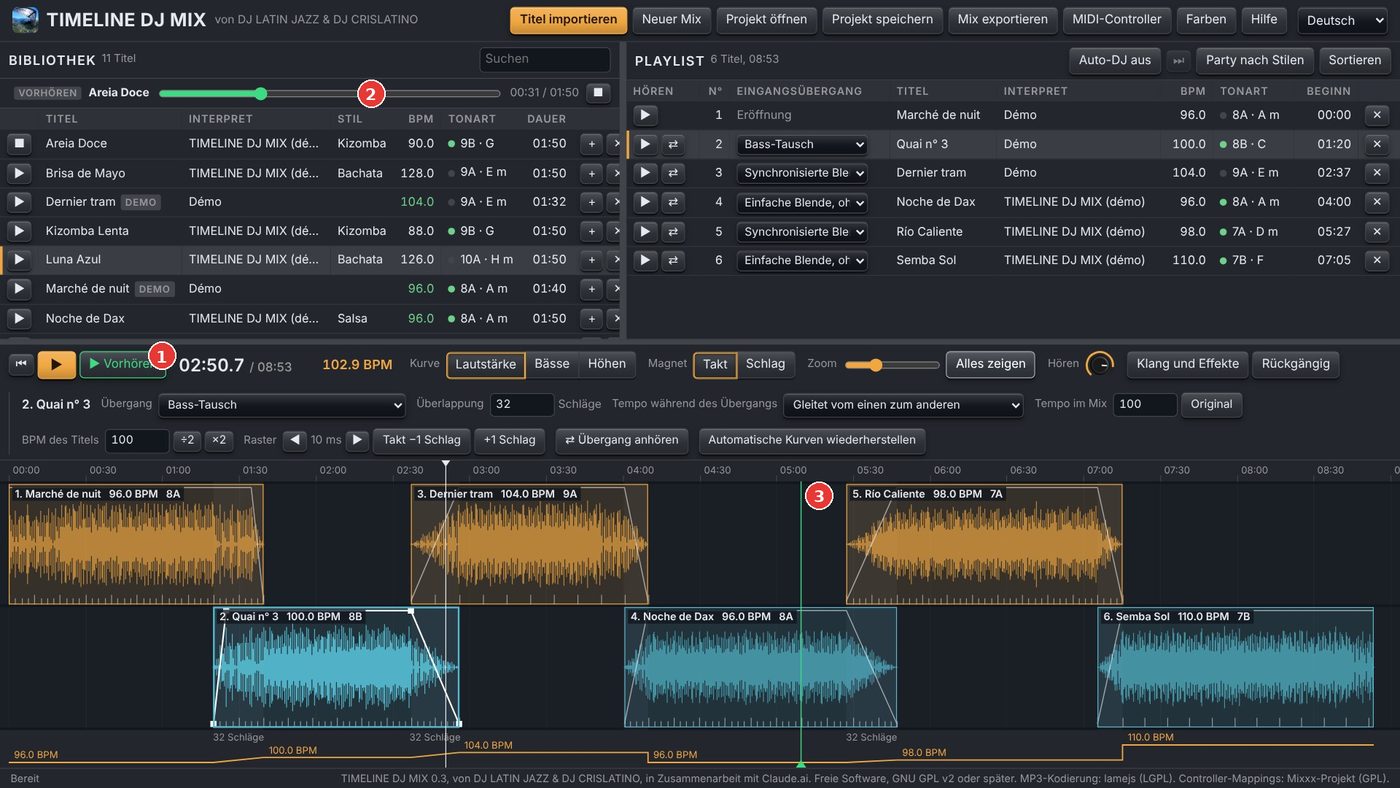 TIMELINE DJ MIX von DJ LATIN JAZZ & DJ CRISLATINO Titel importieren Neuer Mix Projekt öffnen Projekt speichern Mix exportieren MIDI-Controller Farben Hilfe Deutsch
BIBLIOTHEK 11 Titel Suchen
VORHÖREN Areia Doce 2 00:31 / 01:50
TITEL INTERPRET STIL BPM TONART DAUER
Areia Doce TIMELINE DJ MIX (dé... Kizomba 90.0 9B · G 01:50 +
Brisa de Mayo TIMELINE DJ MIX (dé... Bachata 128.0 9A · E m 01:50 +
Dernier tram DEMO Démo 104.0 9A · E m 01:32 +
Kizomba Lenta TIMELINE DJ MIX (dé... Kizomba 88.0 9B · G 01:50 +
Luna Azul TIMELINE DJ MIX (dé... Bachata 126.0 10A · H m 01:50 +
Marché de nuit DEMO Démo 96.0 8A · A m 01:40 +
Noche de Dax TIMELINE DJ MIX (dé... Salsa 96.0 8A · A m 01:50 +
PLAYLIST 6 Titel, 08:53 Auto-DJ aus Party nach Stilen Sortieren
HÖREN N° EINGANGSÜBERGANG TITEL INTERPRET BPM TONART BEGINN
1 Eröffnung Marché de nuit Démo 96.0 8A · A m 00:00 ✕
2 Bass-Tausch Quai n° 3 Démo 100.0 8B · C 01:20 ✕
3 Synchronisierte Ble Dernier tram Démo 104.0 9A · E m 02:37 ✕
4 Einfache Blende, oh Noche de Dax TIMELINE DJ MIX (démo) 96.0 8A · A m 04:00 ✕
5 Synchronisierte Ble Río Caliente TIMELINE DJ MIX (démo) 98.0 7A · D m 05:27 ✕
6 Einfache Blende, oh Semba Sol TIMELINE DJ MIX (démo) 110.0 7B · F 07:05 ✕
Vorhören 1 02:50.7 / 08:53 102.9 BPM Kurve Lautstärke Bässe Höhen Magnet Takt Schlag Zoom Alles zeigen Hören Klang und Effekte Rückgängig
2. Quai n° 3 Übergang Bass-Tausch Überlappung 32 Schläge Tempo während des Übergangs Gleitet vom einen zum anderen Tempo im Mix 100 Original
BPM des Titels 100 ÷2 ×2 Raster ◀ 10 ms ▶ Takt −1 Schlag +1 Schlag ⇄ Übergang anhören Automatische Kurven wiederherstellen
00:00 00:30 01:00 01:30 02:00 02:30 03:00 03:30 04:00 04:30 05:00 05:30 06:00 06:30 07:00 07:30 08:00 08:30
1. Marché de nuit 96.0 BPM 8A 3. Dernier tram 104.0 BPM 9A 3 5. Río Caliente 98.0 BPM 7A
2. Quai n° 3 100.0 BPM 8B 4. Noche de Dax 96.0 BPM 8A 6. Semba Sol 110.0 BPM 7B
32 Schläge 32 Schläge 32 Schläge
96.0 BPM 100.0 BPM 104.0 BPM 96.0 BPM 98.0 BPM 110.0 BPM
Bereit TIMELINE DJ MIX 0.3, von DJ LATIN JAZZ & DJ CRISLATINO, in Zusammenarbeit mit Claude.ai. Freie Software, GNU GPL v2 oder später. MP3-Kodierung: lamejs (LGPL). Controller-Mappings: Mixxx-Projekt (GPL).